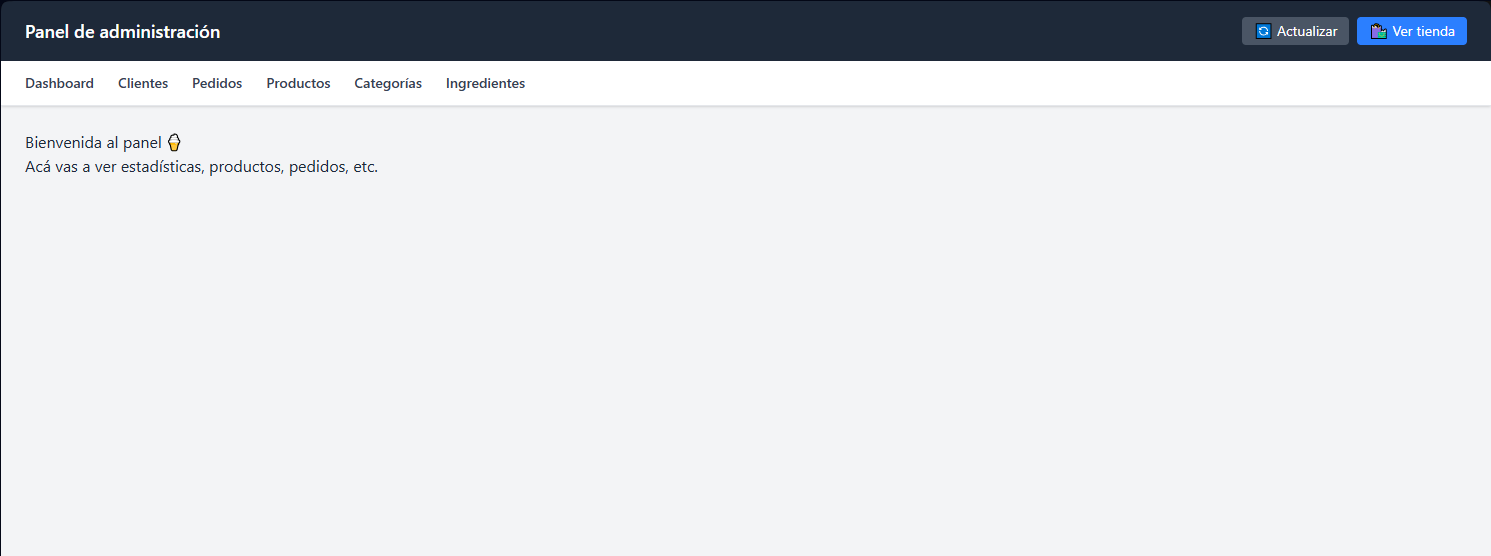 Panel de administración
Actualizar
Ver tienda
Dashboard Clientes Pedidos Productos Categorías Ingredientes
Bienvenida al panel 🍦
Acá vas a ver estadísticas, productos, pedidos, etc.